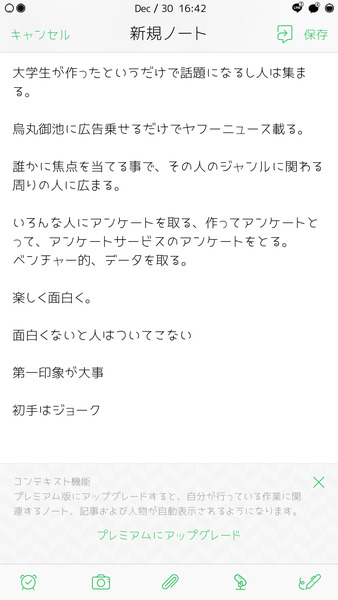 Dec / 30 16:42
キャンセル
新規ノート
保存
大学生が作ったというだけで話題になるし人は集ま
る。
烏丸御池に広告乗せるだけでヤフーニュース載る。
誰かに焦点を当てる事で、その人のジャンルに関わる
周りの人に広まる。
いろんな人にアンケートを取る、作ってアンケートと
って、アンケートサービスのアンケートをとる。
ベンチャー的、データを取る。
楽しく面白く。
面白くないと人はついてこない
第一印象が大事
初手はジョーク
コンテキスト機能
プレミアム版にアップグレードすると、自分が行っている作業に関
連するノート、記事および人物が自動表示されるようになります。
プレミアムにアップグレード